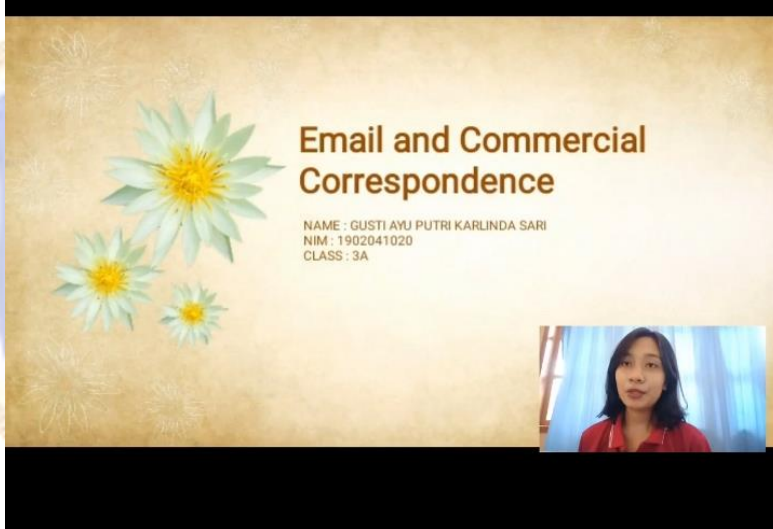 Email and Commercial
Correspondence
NAME : GUSTI AYU PUTRI KARLINDA SARI
NIM : 1902041020
CLASS : 3A